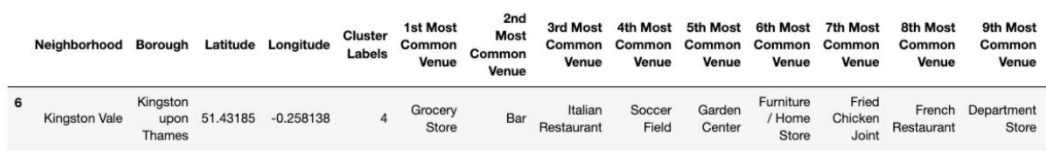 Neighborhood Borough Latitude Longitude Cluster Labels 1st Most Common Venue 2nd Most Common Venue 3rd Most Common Venue 4th Most Common Venue 5th Most Common Venue 6th Most Common Venue 7th Most Common Venue 8th Most Common Venue 9th Most Common Venue
6 Kingston Vale Kingston upon Thames 51.43185 -0.258138 4 Grocery Store Bar Italian Restaurant Soccer Field Garden Center Furniture / Home Store Fried Chicken Joint French Restaurant Department Store